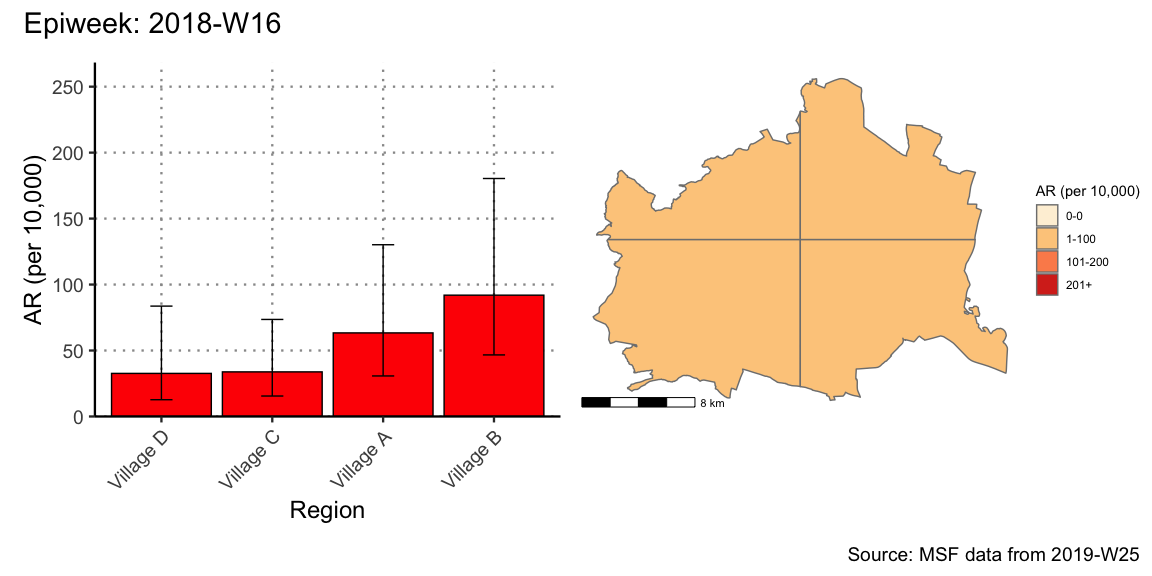 Epiweek: 2018-W16
AR (per 10,000)
250
200
150
100
50
0
Village D
Village C
Village A
Village B
Region
8 km
AR (per 10,000)
0-0
1-100
101-200
201+
Source: MSF data from 2019-W25